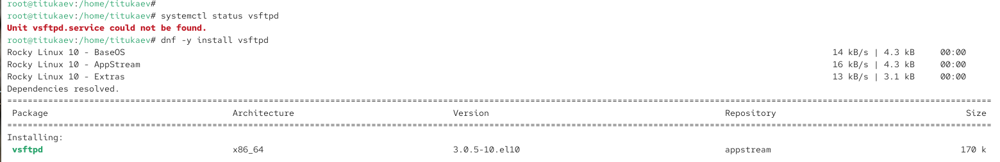 root@titukaev:/home/titukaev#
root@titukaev:/home/titukaev# systemctl status vsftpd
Unit vsftpd.service could not be found.
root@titukaev:/home/titukaev# dnf -y install vsftpd
Rocky Linux 10 - BaseOS 14 kB/s | 4.3 kB 00:00
Rocky Linux 10 - AppStream 16 kB/s | 4.3 kB 00:00
Rocky Linux 10 - Extras 13 kB/s | 3.1 kB 00:00
Dependencies resolved.
================================================================================
Package Architecture Version Repository Size
================================================================================
Installing:
vsftpd x86_64 3.0.5-10.el10 appstream 170 k